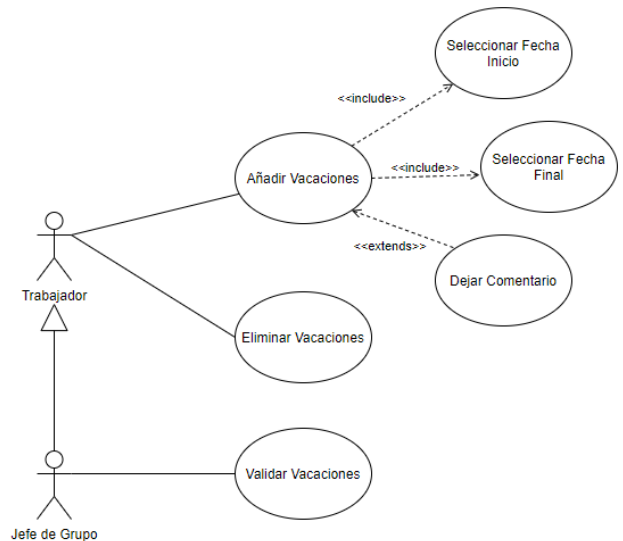 Seleccionar Fecha
Inicio
<<include>>
Seleccionar Fecha
Final
<<include>>
Añadir Vacaciones
<<extends>>
Dejar Comentario
Trabajador
Eliminar Vacaciones
Validar Vacaciones
Jefe de Grupo